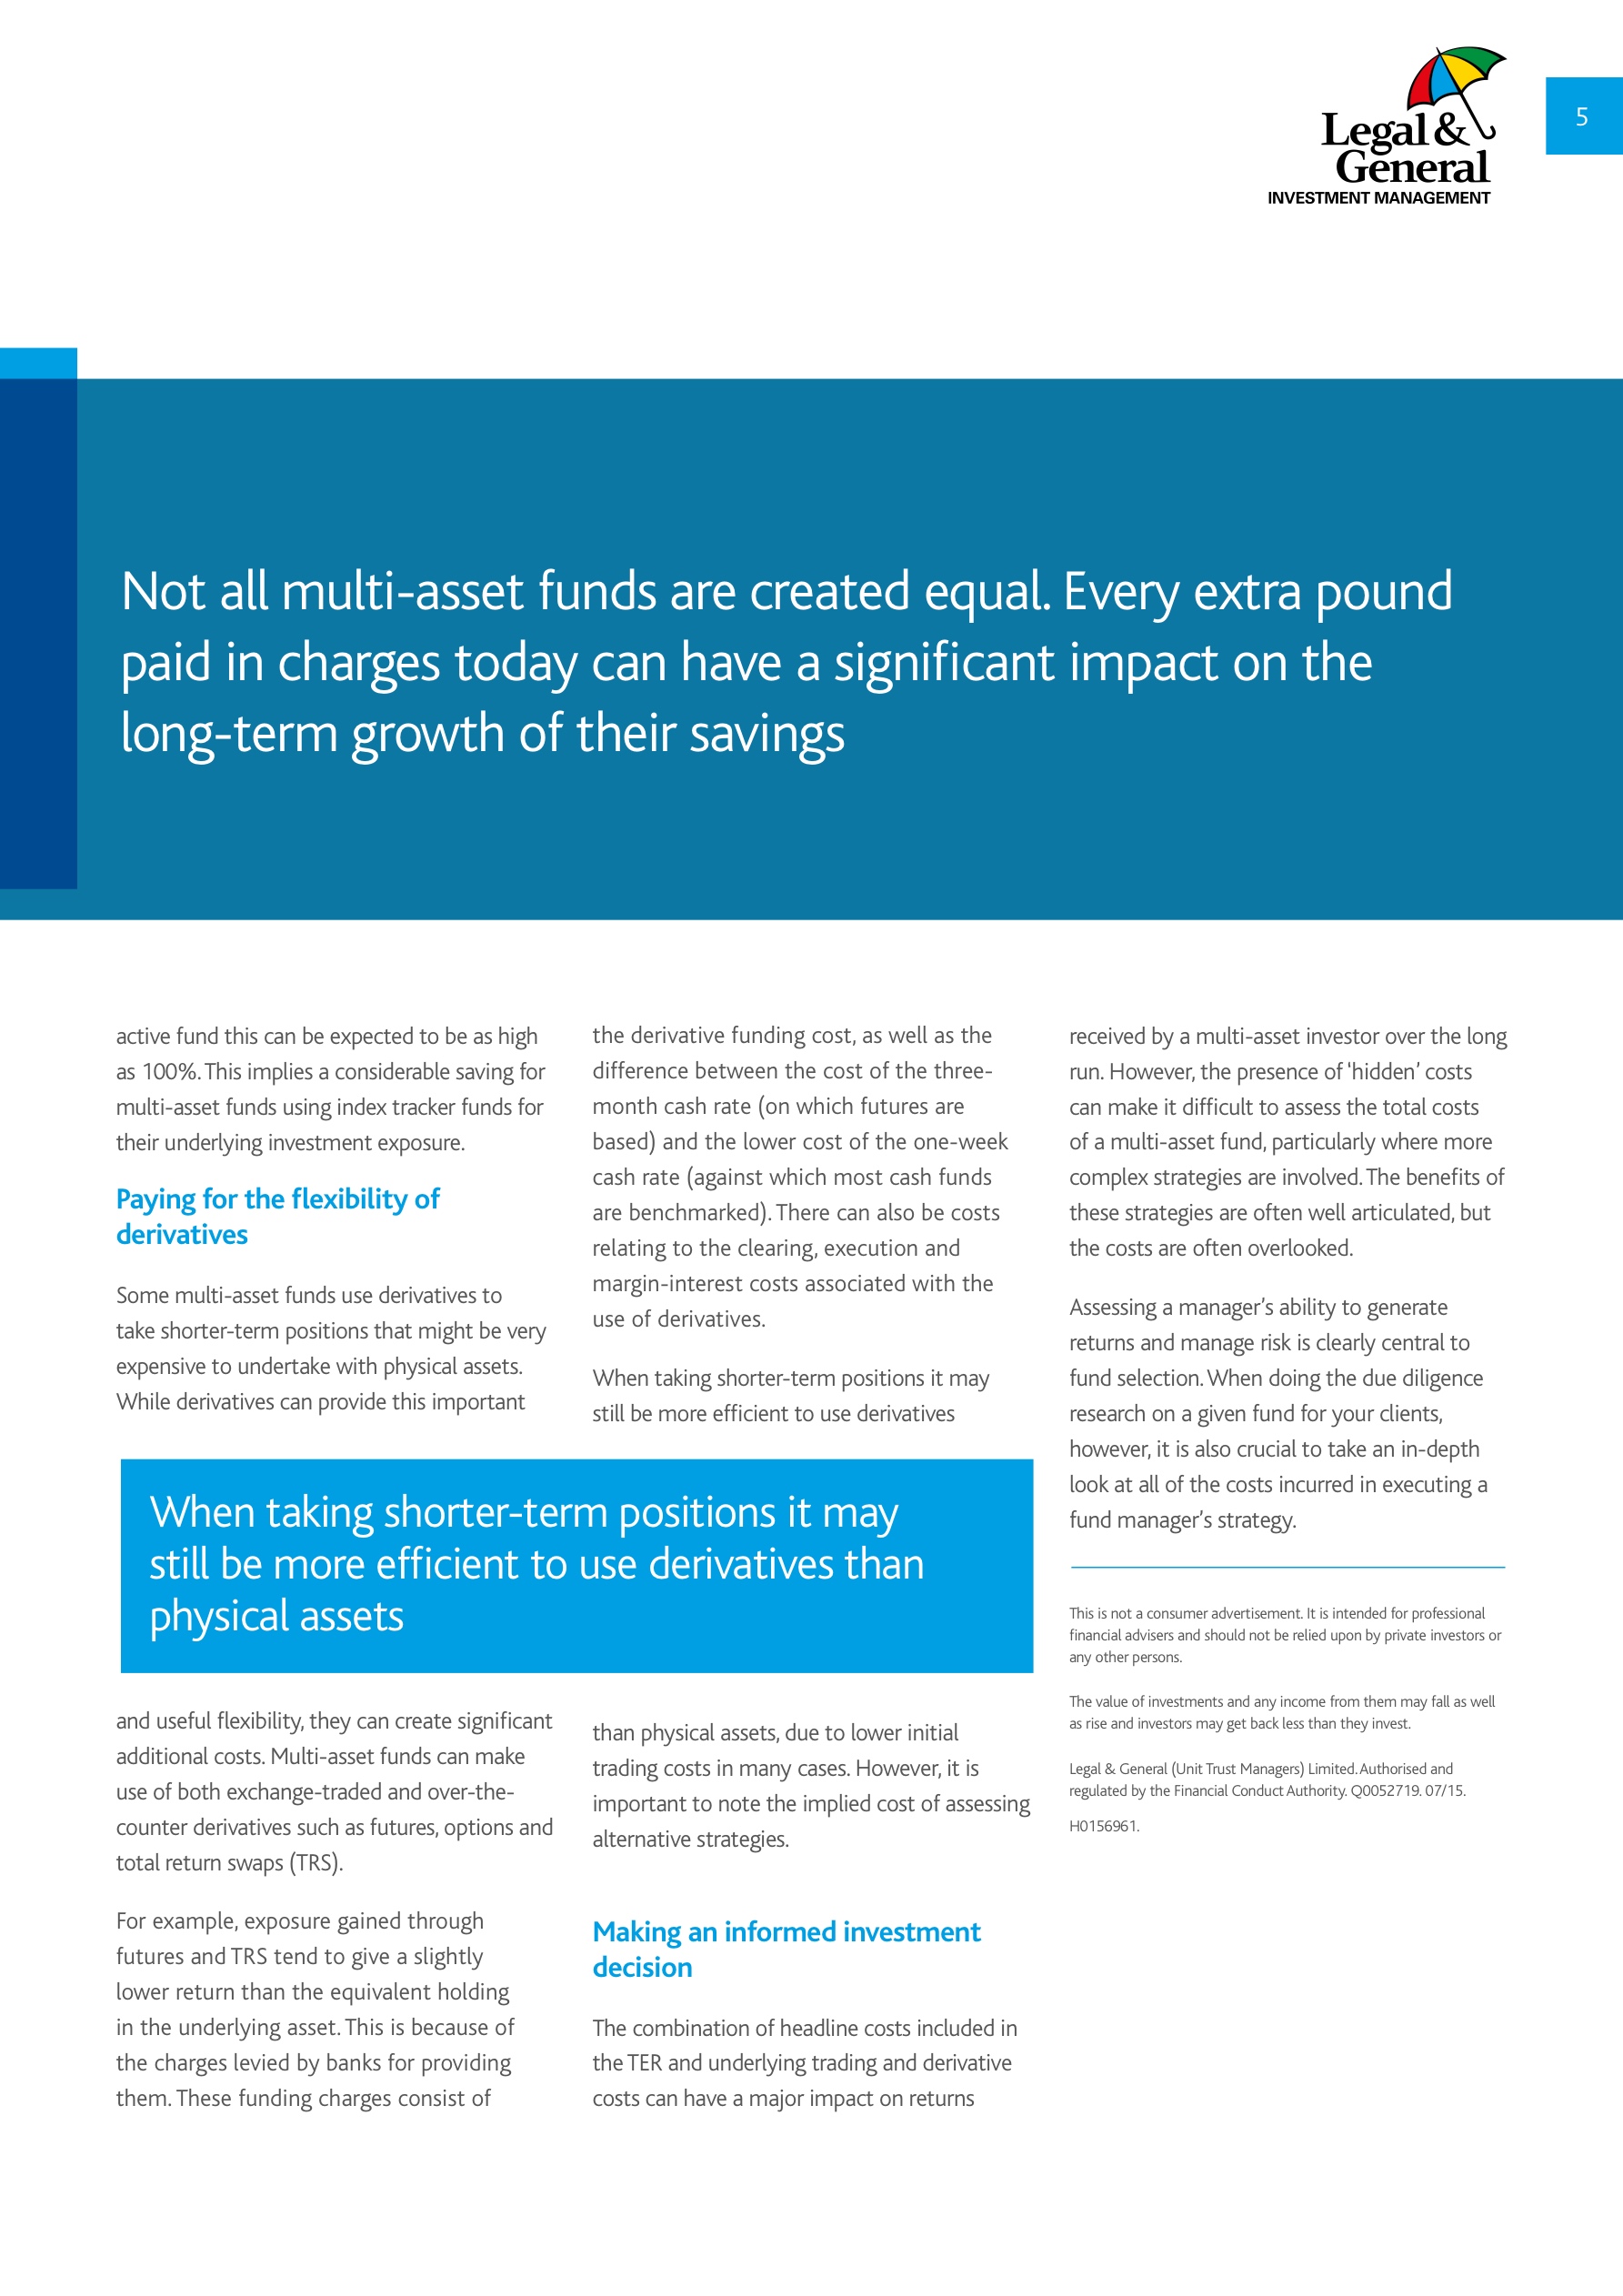 Legal &
General
INVESTMENT MANAGEMENT
5
Not all multi-asset funds are created equal. Every extra pound
paid in charges today can have a significant impact on the
long-term growth of their savings
active fund this can be expected to be as high
as 100%. This implies a considerable saving for
multi-asset funds using index tracker funds for
their underlying investment exposure.
Paying for the flexibility of
derivatives
Some multi-asset funds use derivatives to
take shorter-term positions that might be very
expensive to undertake with physical assets.
While derivatives can provide this important
and useful flexibility, they can create significant
additional costs. Multi-asset funds can make
use of both exchange-traded and over-the-
counter derivatives such as futures, options and
total return swaps (TRS).
For example, exposure gained through
futures and TRS tend to give a slightly
lower return than the equivalent holding
in the underlying asset. This is because of
the charges levied by banks for providing
them. These funding charges consist of
the derivative funding cost, as well as the
difference between the cost of the three-
month cash rate (on which futures are
based) and the lower cost of the one-week
cash rate (against which most cash funds
are benchmarked). There can also be costs
relating to the clearing, execution and
margin-interest costs associated with the
use of derivatives.
When taking shorter-term positions it may
still be more efficient to use derivatives
When taking shorter-term positions it may
still be more efficient to use derivatives than
physical assets
than physical assets, due to lower initial
trading costs in many cases. However, it is
important to note the implied cost of assessing
alternative strategies.
Making an informed investment
decision
The combination of headline costs included in
the TER and underlying trading and derivative
costs can have a major impact on returns
received by a multi-asset investor over the long
run. However, the presence of 'hidden' costs
can make it difficult to assess the total costs
of a multi-asset fund, particularly where more
complex strategies are involved. The benefits of
these strategies are often well articulated, but
the costs are often overlooked.
Assessing a manager's ability to generate
returns and manage risk is clearly central to
fund selection. When doing the due diligence
research on a given fund for your clients,
however, it is also crucial to take an in-depth
look at all of the costs incurred in executing a
fund manager's strategy.
This is not a consumer advertisement. It is intended for professional
financial advisers and should not be relied upon by private investors or
any other persons.
The value of investments and any income from them may fall as well
as rise and investors may get back less than they invest.
Legal & General (Unit Trust Managers) Limited. Authorised and
regulated by the Financial Conduct Authority. Q0052719. 07/15.
H0156961.